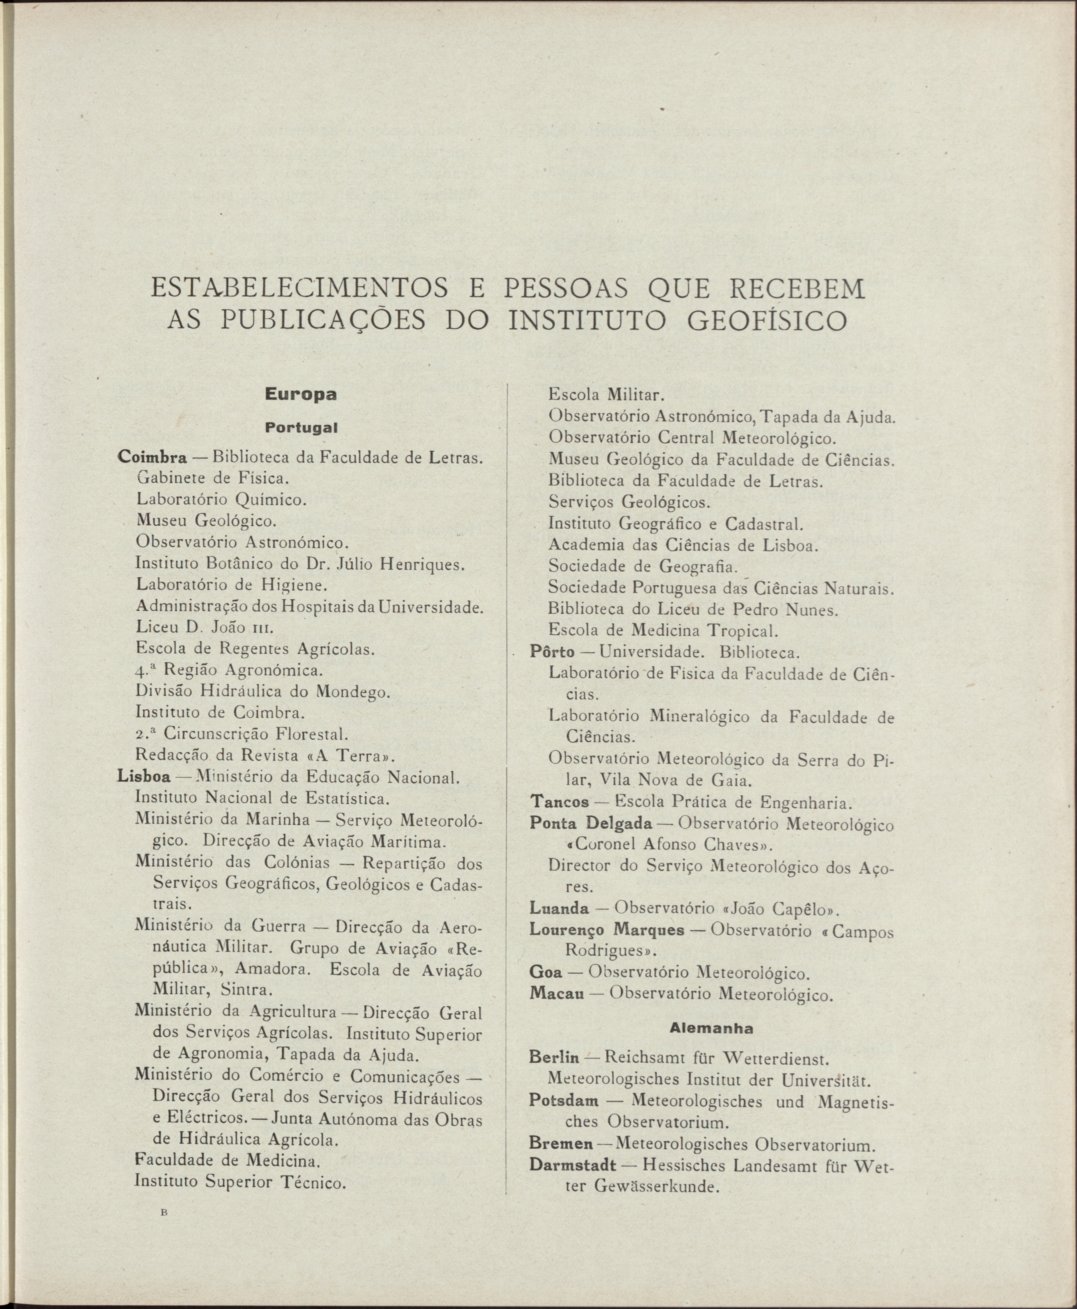 ESTABELECIMENTOS E PESSOAS QUE RECEBEM
AS PUBLICAÇÕES DO INSTITUTO GEOFÍSICO
Europa
Portugal
Coimbra — Biblioteca da Faculdade de Letras.
Gabinete de Física.
Laboratório Químico.
Museu Geológico.
Observatório Astronómico.
Instituto Botânico do Dr. Júlio Henriques.
Laboratório de Higiene.
Administração dos Hospitais da Universidade.
Liceu D. João III.
Escola de Regentes Agrícolas.
4.ª Região Agronómica.
Divisão Hidráulica do Mondego.
Instituto de Coimbra.
2.ª Circunscrição Florestal.
Redacção da Revista «A Terra».
Lisboa — Ministério da Educação Nacional.
Instituto Nacional de Estatística.
Ministério da Marinha — Serviço Meteoroló-
gico. Direcção de Aviação Marítima.
Ministério das Colónias — Repartição dos
Serviços Geográficos, Geológicos e Cadas-
trais.
Ministério da Guerra — Direcção da Aero-
náutica Militar. Grupo de Aviação «Re-
pública», Amadora. Escola de Aviação
Militar, Sintra.
Ministério da Agricultura — Direcção Geral
dos Serviços Agrícolas. Instituto Superior
de Agronomia, Tapada da Ajuda.
Ministério do Comércio e Comunicações —
Direcção Geral dos Serviços Hidráulicos
e Eléctricos. — Junta Autónoma das Obras
de Hidráulica Agrícola.
Faculdade de Medicina.
Instituto Superior Técnico.
B
Escola Militar.
Observatório Astronómico, Tapada da Ajuda.
Observatório Central Meteorológico.
Museu Geológico da Faculdade de Ciências.
Biblioteca da Faculdade de Letras.
Serviços Geológicos.
Instituto Geográfico e Cadastral.
Academia das Ciências de Lisboa.
Sociedade de Geografia.
Sociedade Portuguesa das Ciências Naturais.
Biblioteca do Liceu de Pedro Nunes.
Escola de Medicina Tropical.
Pôrto — Universidade. Biblioteca.
Laboratório de Física da Faculdade de Ciên-
cias.
Laboratório Mineralógico da Faculdade de
Ciências.
Observatório Meteorológico da Serra do Pi-
lar, Vila Nova de Gaia.
Tancos — Escola Prática de Engenharia.
Ponta Delgada — Observatório Meteorológico
«Coronel Afonso Chaves».
Director do Serviço Meteorológico dos Aço-
res.
Luanda — Observatório «João Capêlo».
Lourenço Marques — Observatório «Campos
Rodrigues».
Goa — Observatório Meteorológico.
Macau — Observatório Meteorológico.
Alemanha
Berlin — Reichsamt für Wetterdienst.
Meteorologisches Institut der Universität.
Potsdam — Meteorologisches und Magnetis-
ches Observatorium.
Bremen — Meteorologisches Observatorium.
Darmstadt — Hessisches Landesamt für Wet-
ter Gewässerkunde.